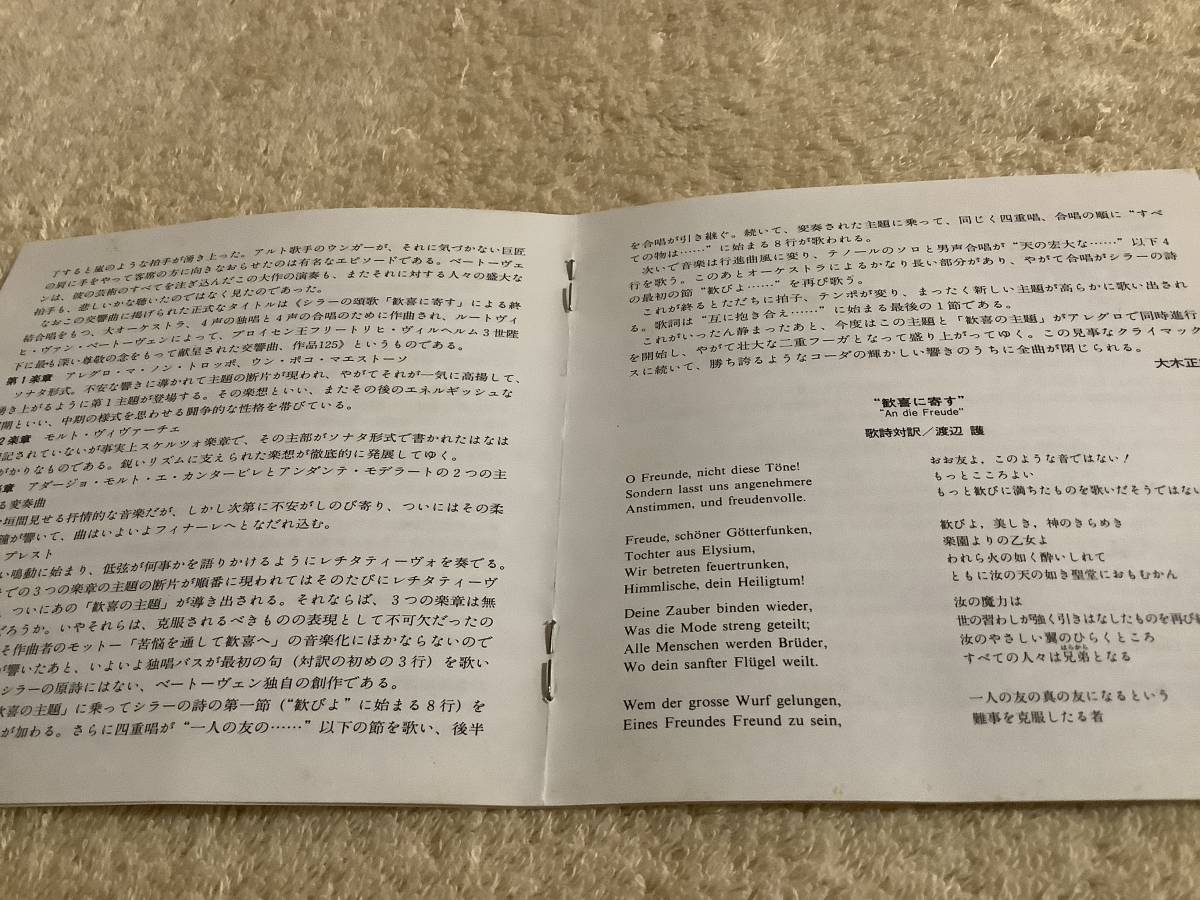 了すると嵐のような拍手が湧き上った。アルト歌手のウンガーが、それに気づかない巨匠
の肩に手をやって客席の方に向きなおらせたのは有名なエピソードである。ベートーヴェ
ンは、彼の芸術のすべてを注ぎ込んだこの大作の演奏も、またそれに対する人々の盛大な
拍手も、悲しいかな聴いたのではなく見たのであった。
なおこの交響曲に掲げられた正式なタイトルは《シラーの頌歌「歓喜に寄す」による終
結合唱をもつ、大オーケストラ、4声の独唱と4声の合唱のために作曲され、ルートヴィ
ヒ・ヴァン・ベートーヴェンによって、プロイセン王フリートリヒ・ヴィルヘルム3世陛
下に最も深い尊敬の念をもって献呈された交響曲、作品125》というものである。
第1楽章 アレグロ・マ・ノン・トロッポ、ウン・ポコ・マエストーソ
ソナタ形式。不安な響きに導かれて主題の断片が現われ、やがてそれが一気に高揚して、
湧き上がるように第1主題が登場する。その楽想といい、またその後のエネルギッシュな
開といい、中期の様式を思わせる闘争的な性格を帯びている。
2楽章 モルト・ヴィヴァーチェ
記されていないが事実上スケルツォ楽章で、その主部がソナタ形式で書かれたはなは
がかりなものである。鋭いリズムに支えられた楽想が徹底的に発展してゆく。
楽章 アダージョ・モルト・エ・カンタービレとアンダンテ・モデラートの2つの主
る変奏曲
垣間見せる抒情的な音楽だが、しかし次第に不安がしのび寄り、ついにはその柔
鐘が響いて、曲はいよいよフィナーレへとなだれ込む。
プレスト
い鳴動に始まり、低弦が何事かを語りかけるようにレチタティーヴォを奏でる。
での3つの楽章の主題の断片が順番に現われてはそのたびにレチタティーヴ
、ついにあの「歓喜の主題」が導き出される。それならば、3つの楽章は無
だろうか。いやそれらは、克服されるべきものの表現として不可欠だったの
そ作曲者のモットー「苦悩を通して歓喜へ」の音楽化にほかならないので
が響いたあと、いよいよ独唱バスが最初の句（対訳の初めの3行）を歌い
シラーの原詩にはない、ベートーヴェン独自の創作である。
歓喜の主題」に乗ってシラーの詩の第一節（“歓びよ”に始まる8行）を
が加わる。さらに四重唱が“一人の友の……”以下の節を歌い、後半
を合唱が引き継ぐ。続いて、変奏された主題に乗って、同じく四重唱、合唱の順に“すべ
ての物は……”に始まる8行が歌われる。
次いで音楽は行進曲風に変り、テノールのソロと男声合唱が“天の宏大な……”以下4
行を歌う。このあとオーケストラによるかなり長い部分があり、やがて合唱がシラーの詩
の最初の節“歓びよ……”を再び歌う。
これが終るとただちに拍子、テンポが変り、まったく新しい主題が高らかに歌い出され
る。歌詞は“互に抱き合え……”に始まる最後の1節である。
これがいったん静まったあと、今度はこの主題と「歓喜の主題」がアレグロで同時進行
を開始し、やがて壮大な二重フーガとなって盛り上がってゆく。この見事なクライマック
スに続いて、勝ち誇るようなコーダの輝かしい響きのうちに全曲が閉じられる。
大木正
“歓喜に寄す”
"An die Freude"
歌詩対訳／渡辺 護
O Freunde, nicht diese Töne!
Sondern lasst uns angenehmere
Anstimmen, und freudenvolle.
Freude, schöner Götterfunken,
Tochter aus Elysium,
Wir betreten feuertrunken,
Himmlische, dein Heiligtum!
Deine Zauber binden wieder,
Was die Mode streng geteilt;
Alle Menschen werden Brüder,
Wo dein sanfter Flügel weilt.
Wem der grosse Wurf gelungen,
Eines Freundes Freund zu sein,
おお友よ，このような音ではない！
もっとこころよい
もっと歓びに満ちたものを歌いだそうではない
歓びよ，美しき，神のきらめき
楽園よりの乙女よ
われら火の如く酔いしれて
ともに汝の天の如き聖堂におもむかん
汝の魔力は
世の習わしが強く引きはなしたものを再び
汝のやさしい翼のひらくところ
すべての人々は兄弟となる
はらから
一人の友の真の友になるという
難事を克服したる者